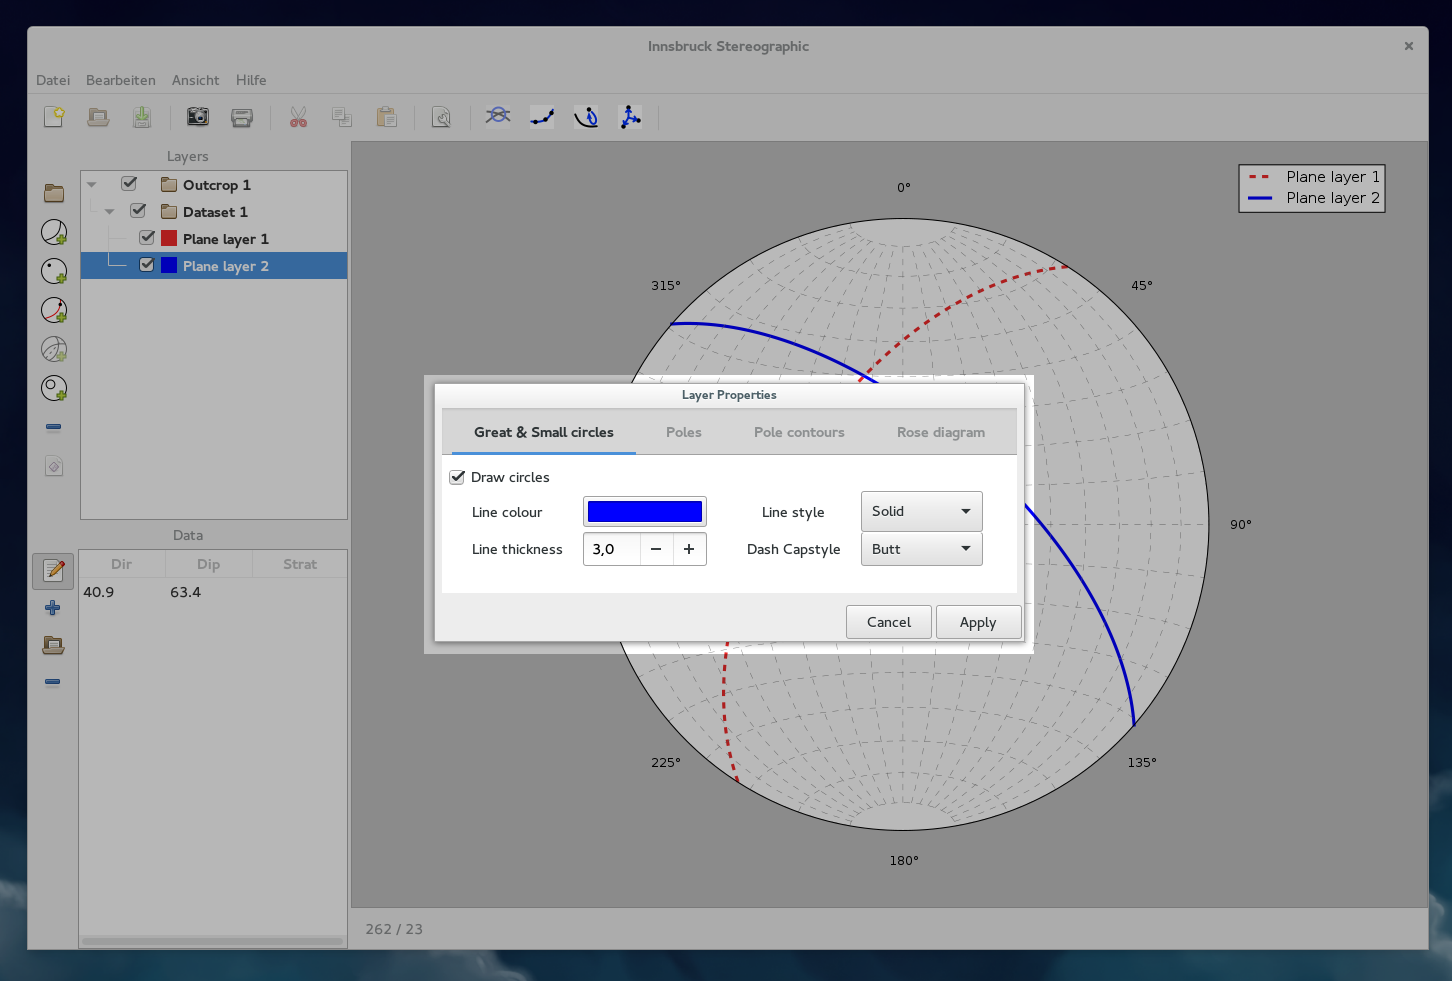 Innsbruck Stereographic
Datei Bearbeiten Ansicht Hilfe
Layers
Outcrop 1
Dataset 1
Plane layer 1
Plane layer 2
Data
Dir Dip Strat
40.9 63.4
Plane layer 1
Plane layer 2
0°
315° 45°
90°
225° 135°
180°
Layer Properties
Great & Small circles Poles Pole contours Rose diagram
Draw circles
Line colour Line style Solid
Line thickness 3,0 Dash Capstyle Butt
Cancel Apply
262 / 23